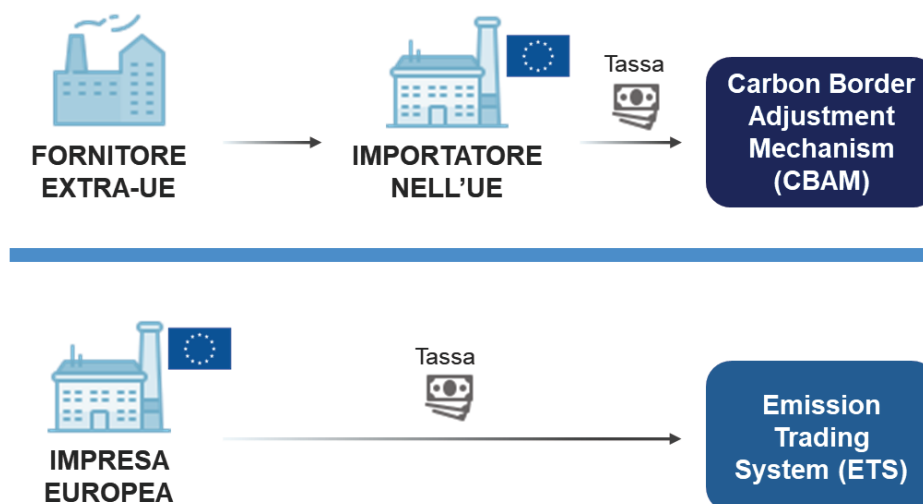 Tassa
Carbon Border
Adjustment
Mechanism
(CBAM)
FORNITORE
EXTRA-UE
IMPORTATORE
NELL'UE
Tassa
Emission
Trading
System (ETS)
IMPRESA
EUROPEA